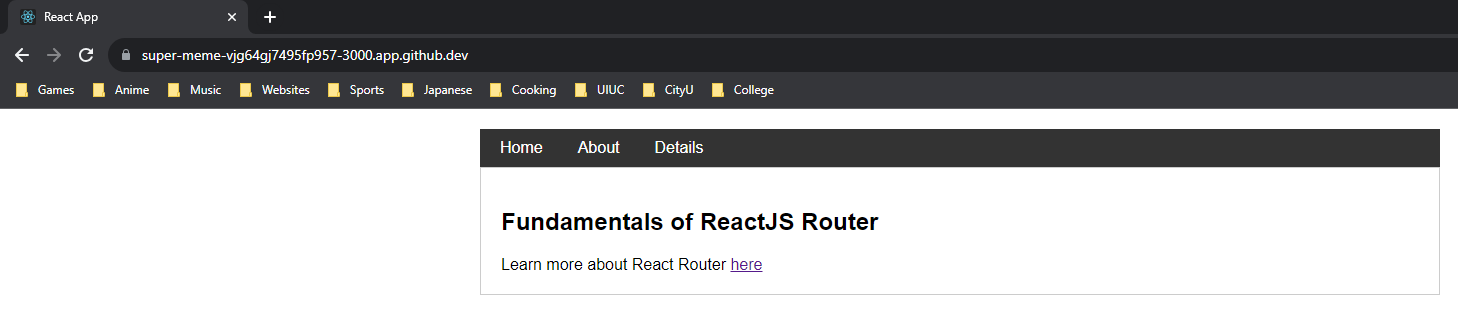 React App
super-meme-vjg64gj7495fp957-3000.app.github.dev
Games Anime Music Websites Sports Japanese Cooking UIUC CityU College
Home About Details
Fundamentals of ReactJS Router
Learn more about React Router here